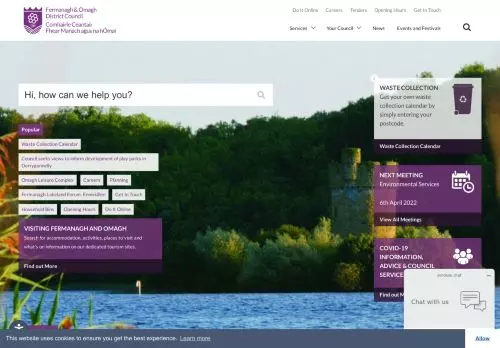 Fermanagh & Omagh
District Council
Comhairle Ceantair
Fhear Manach agus na hÓmaí
Do It Online
Careers
Tenders
Opening Hours
Get In Touch
Services
Your Council
News
Events and Festivals
Hi, how can we help you?
Popular
Waste Collection Calendar
Council seeks views to inform development of play parks in
Derrygonnelly
Omagh Leisure Complex
Careers
Planning
Fermanagh Lakeland Forum Enniskillen
Get In Touch
Household Bins
Opening Hours
Do It Online
VISITING FERMANAGH AND OMAGH
Search for accommodation, activities, places to visit and
what's on information on our dedicated tourism sites.
Find out More
WASTE COLLECTION
Get your own waste
collection calendar by
simply entering your
postcode.
Waste Collection Calendar
NEXT MEETING
Environmental Services
6th April 2022
View All Meetings
COVID-19
INFORMATION,
ADVICE & COUNCIL
SERVICE
Find out Mor
Chat with us
This website uses cookies to ensure you get the best experience. Learn more
Allow